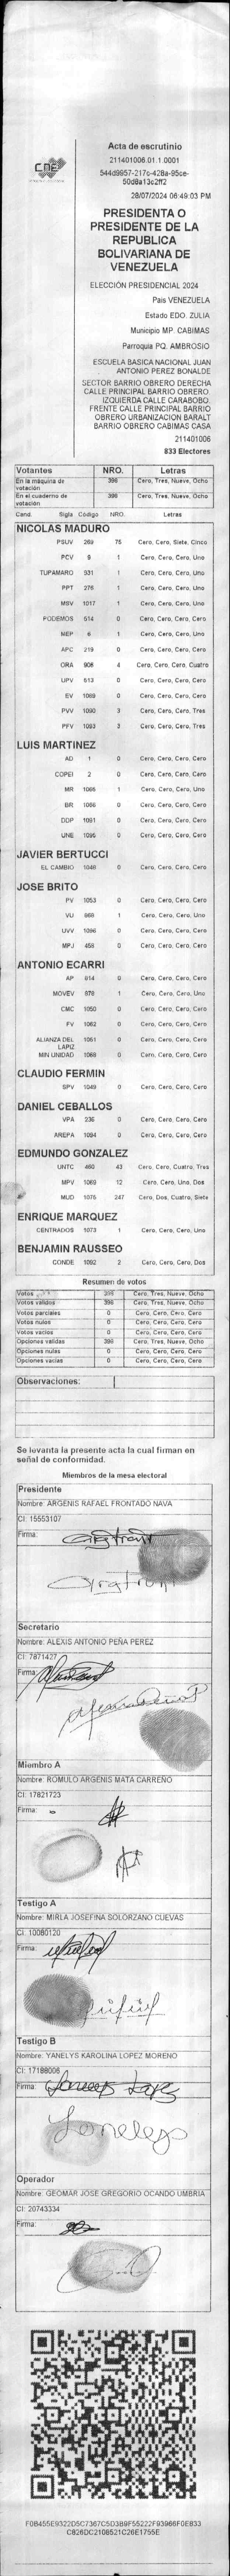 CNE
Acta de escrutinio
211401006.01.1.0001
544d9957-217c-428a-95ce-
50d8a13c2ff2
28/07/2024 06:49:03 PM
PRESIDENTA O
PRESIDENTE DE LA
REPUBLICA
BOLIVARIANA DE
VENEZUELA
ELECCIÓN PRESIDENCIAL 2024
Pais VENEZUELA
Estado EDO. ZULIA
Municipio MP. CABIMAS
Parroquia PQ. AMBROSIO
ESCUELA BASICA NACIONAL JUAN
ANTONIO PEREZ BONALDE
SECTOR BARRIO OBRERO DERECHA
CALLE PRINCIPAL BARRIO OBRERO.
IZQUIERDA CALLE CARABOBO.
FRENTE CALLE PRINCIPAL BARRIO
OBRERO URBANIZACION BARALT
BARRIO OBRERO CABIMAS CASA
211401006
833 Electores
Votantes NRO. Letras
En la máquina de votación 398 Cero, Tres, Nueve, Ocho
En el cuaderno de votación 398 Cero, Tres, Nueve, Ocho
Cand. Sigla Código NRO. Letras
NICOLAS MADURO
PSUV 269 75 Cero, Cero, Siete, Cinco
PCV 9 1 Cero, Cero, Cero, Uno
TUPAMARO 931 1 Cero, Cero, Cero, Uno
PPT 276 1 Cero, Cero, Cero, Uno
MSV 1017 1 Cero, Cero, Cero, Uno
PODEMOS 514 0 Cero, Cero, Cero, Cero
MEP 6 1 Cero, Cero, Cero, Uno
APC 219 0 Cero, Cero, Cero, Cero
ORA 908 4 Cero, Cero, Cero, Cuatro
UPV 613 0 Cero, Cero, Cero, Cero
EV 1069 0 Cero, Cero, Cero, Cero
PVV 1090 3 Cero, Cero, Cero, Tres
PFV 1093 3 Cero, Cero, Cero, Tres
LUIS MARTINEZ
AD 1 0 Cero, Cero, Cero, Cero
COPEI 2 0 Cero, Cero, Cero, Cero
MR 1065 1 Cero, Cero, Cero, Uno
BR 1066 0 Cero, Cero, Cero, Cero
DDP 1091 0 Cero, Cero, Cero, Cero
UNE 1095 0 Cero, Cero, Cero, Cero
JAVIER BERTUCCI
EL CAMBIO 1048 0 Cero, Cero, Cero, Cero
JOSE BRITO
PV 1053 0 Cero, Cero, Cero, Cero
VU 969 1 Cero, Cero, Cero, Uno
UVV 1096 0 Cero, Cero, Cero, Cero
MPJ 458 0 Cero, Cero, Cero, Cero
ANTONIO ECARRI
AP 614 0 Cero, Cero, Cero, Cero
MOVEV 970 1 Cero, Cero, Cero, Uno
CMC 1050 0 Cero, Cero, Cero, Cero
FV 1062 0 Cero, Cero, Cero, Cero
ALIANZA DEL LAPIZ 1051 0 Cero, Cero, Cero, Cero
MIN UNIDAD 1068 0 Cero, Cero, Cero, Cero
CLAUDIO FERMIN
SPV 1049 0 Cero, Cero, Cero, Cero
DANIEL CEBALLOS
VPA 236 0 Cero, Cero, Cero, Cero
AREPA 1094 0 Cero, Cero, Cero, Cero
EDMUNDO GONZALEZ
UNTC 460 43 Cero, Cero, Cuatro, Tres
MPV 1069 12 Cero, Cero, Uno, Dos
MUD 1075 247 Cero, Dos, Cuatro, Siete
ENRIQUE MARQUEZ
CENTRADOS 1073 1 Cero, Cero, Cero, Uno
BENJAMIN RAUSSEO
CONDE 1092 2 Cero, Cero, Cero, Dos
Resumen de votos
Votos 398 Cero, Tres, Nueve, Ocho
Votos validos 398 Cero, Tres, Nueve, Ocho
Votos parciales 0 Cero, Cero, Cero, Cero
Votos nulos 0 Cero, Cero, Cero, Cero
Votos vacios 0 Cero, Cero, Cero, Cero
Opciones validas 398 Cero, Tres, Nueve, Ocho
Opciones nulas 0 Cero, Cero, Cero, Cero
Opciones vacias 0 Cero, Cero, Cero, Cero
Observaciones:
Se levanta la presente acta la cual firman en
señal de conformidad.
Miembros de la mesa electoral
Presidente
Nombre: ARGENIS RAFAEL FRONTADO NAVA
CI: 15553107
Firma:
Secretario
Nombre: ALEXIS ANTONIO PEÑA PEREZ
CI: 7871427
Firma:
Miembro A
Nombre: ROMULO ARGENIS MATA CARREÑO
CI: 17821723
Firma:
Testigo A
Nombre: MIRLA JOSEFINA SOLORZANO CUEVAS
CI: 10080120
Firma:
Testigo B
Nombre: YANELYS KAROLINA LOPEZ MORENO
CI: 17188006
Firma:
Operador
Nombre: GEOMAR JOSE GREGORIO OCANDO UMBRIA
CI: 20743334
Firma:
F0B455E9322D5C7367C5D3B9F55222F93966F0E833
C826DC2108521C26E1755E